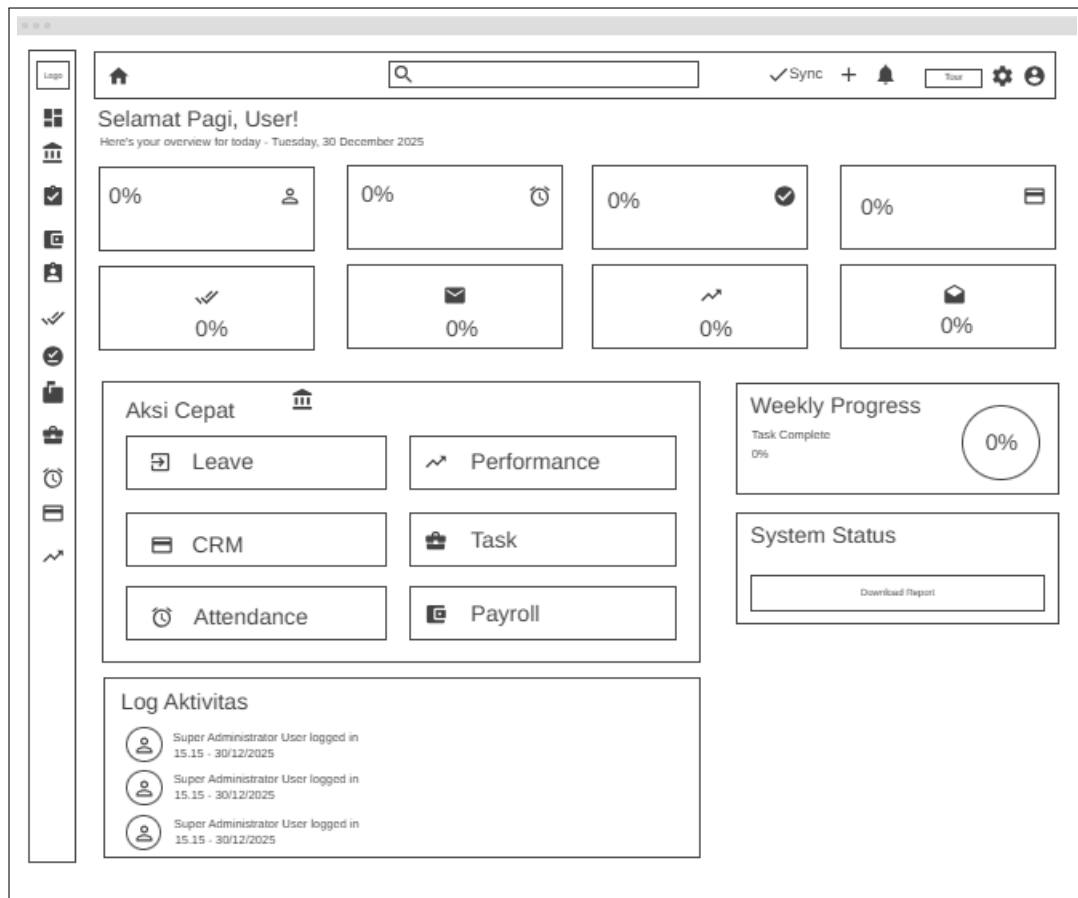 Logo
Sync
Tour
Selamat Pagi, User!
Here's your overview for today - Tuesday, 30 December 2025
0%
0%
0%
0%
0%
0%
0%
0%
Aksi Cepat
Leave
Performance
CRM
Task
Attendance
Payroll
Weekly Progress
Task Complete
0%
0%
System Status
Download Report
Log Aktivitas
Super Administrator User logged in
15.15 - 30/12/2025
Super Administrator User logged in
15.15 - 30/12/2025
Super Administrator User logged in
15.15 - 30/12/2025